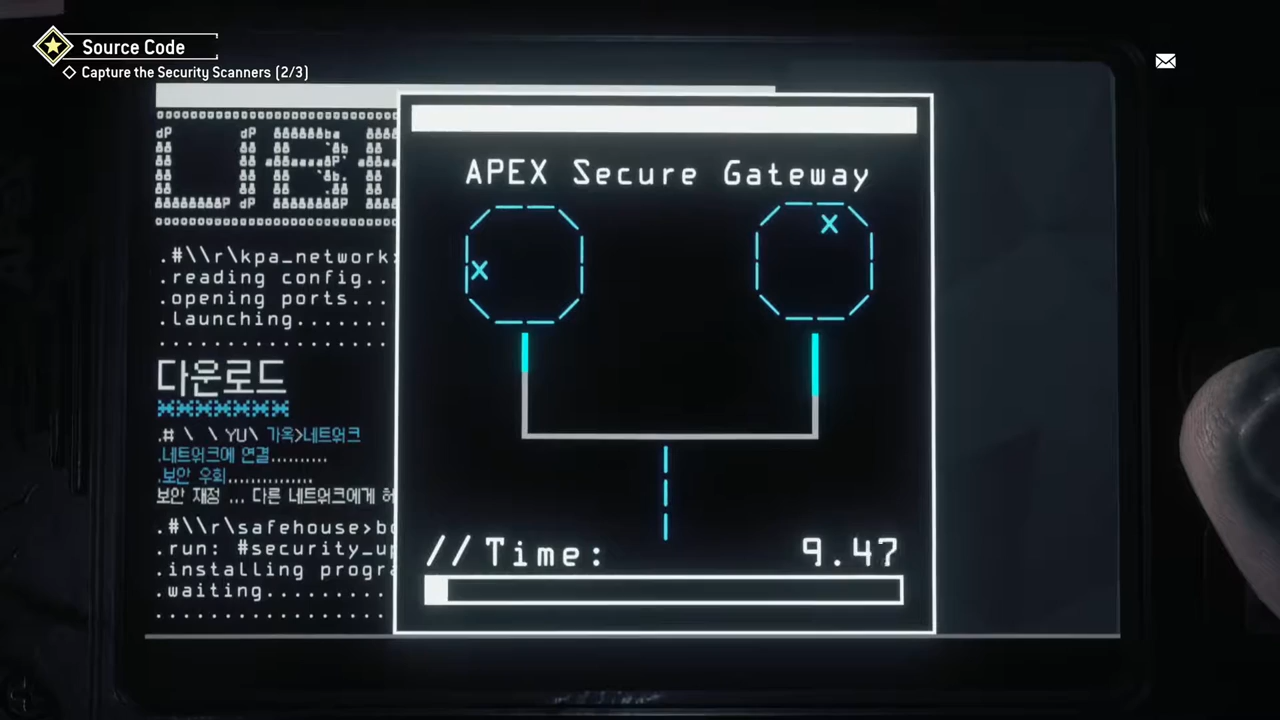 Source Code
Capture the Security Scanners (2/3)
APEX Secure Gateway
X
X
.#\\r\kpa_network>
.reading config..
.opening ports...
.launching.......
다운로드
.# \ \ YU\ 가옥>네트워크
.네트워크에 연결..........
.보안 우회...............
보안 재정 ... 다른 네트워크에게 허
.#\\r\safehouse>bo
.run: #security_up
.installing progra
.waiting.........
//Time: 9.47